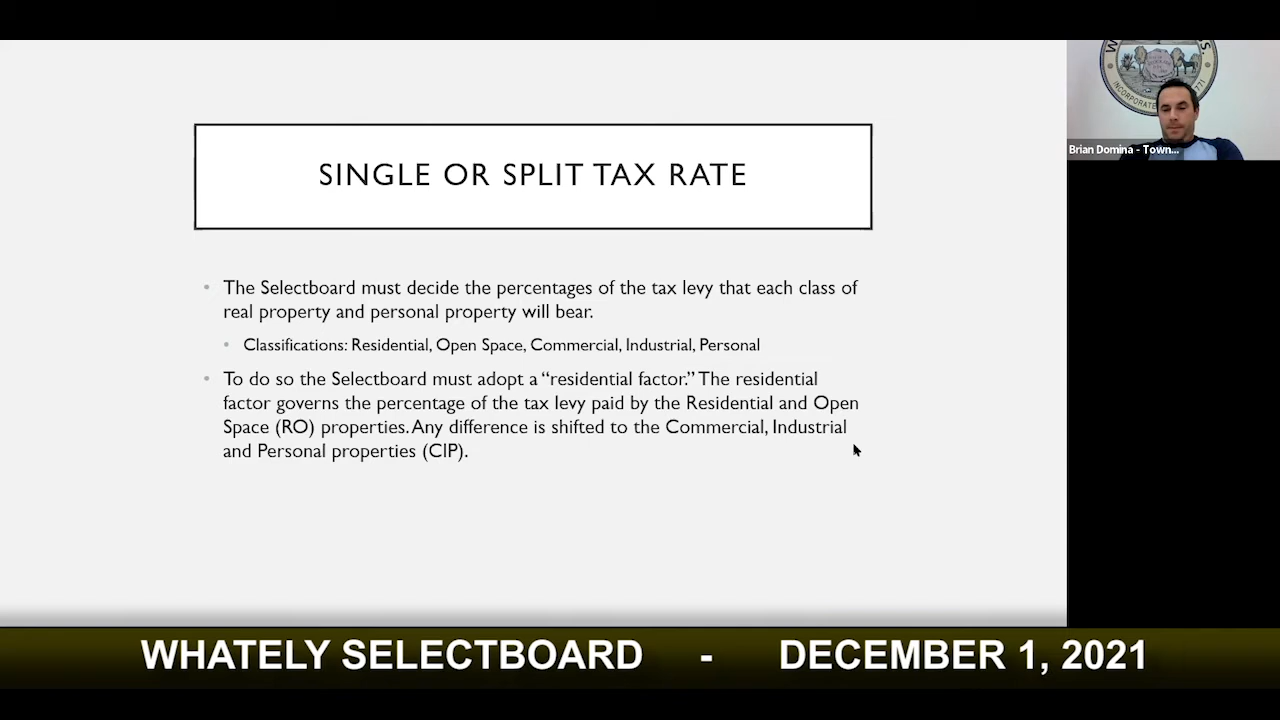 SINGLE OR SPLIT TAX RATE
• The Selectboard must decide the percentages of the tax levy that each class of
real property and personal property will bear.
• Classifications: Residential, Open Space, Commercial, Industrial, Personal
• To do so the Selectboard must adopt a “residential factor.” The residential
factor governs the percentage of the tax levy paid by the Residential and Open
Space (RO) properties. Any difference is shifted to the Commercial, Industrial
and Personal properties (CIP).
INCORPORATE
Brian Domina - Town...
WHATELY SELECTBOARD - DECEMBER 1, 2021